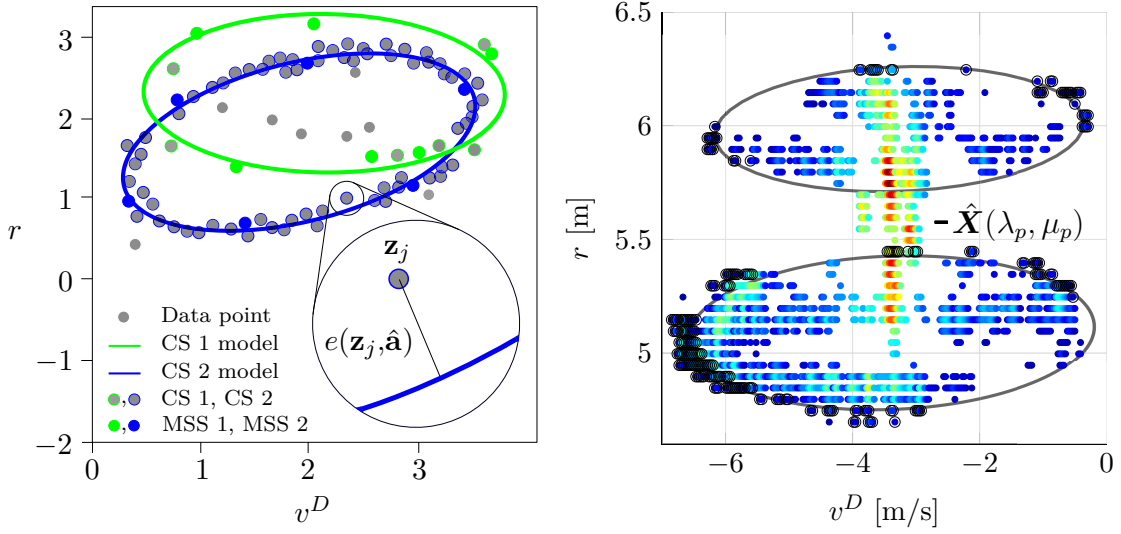 3
2
r
1
0
−1
−2
0
1
2
3
v^D
z_j
e(z_j,â)
Data point
CS 1 model
CS 2 model
CS 1, CS 2
MSS 1, MSS 2
6.5
6
5.5
5
r [m]
X̂(λ_p, μ_p)
−6
−4
−2
0
v^D [m/s]